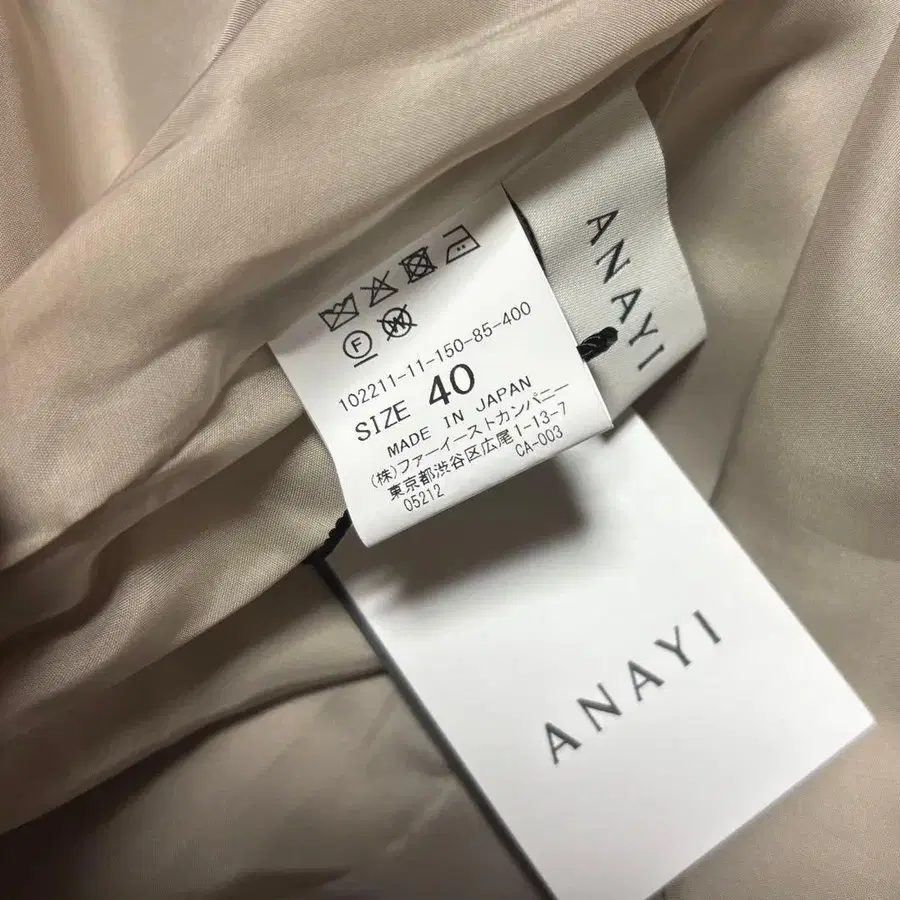 ANAYI
F
W
102211-11-150-85-400
SIZE 40
MADE IN JAPAN
(株)ファーイーストカンパニー
東京都渋谷区広尾1-13-7
05212 CA-003
ANAYI